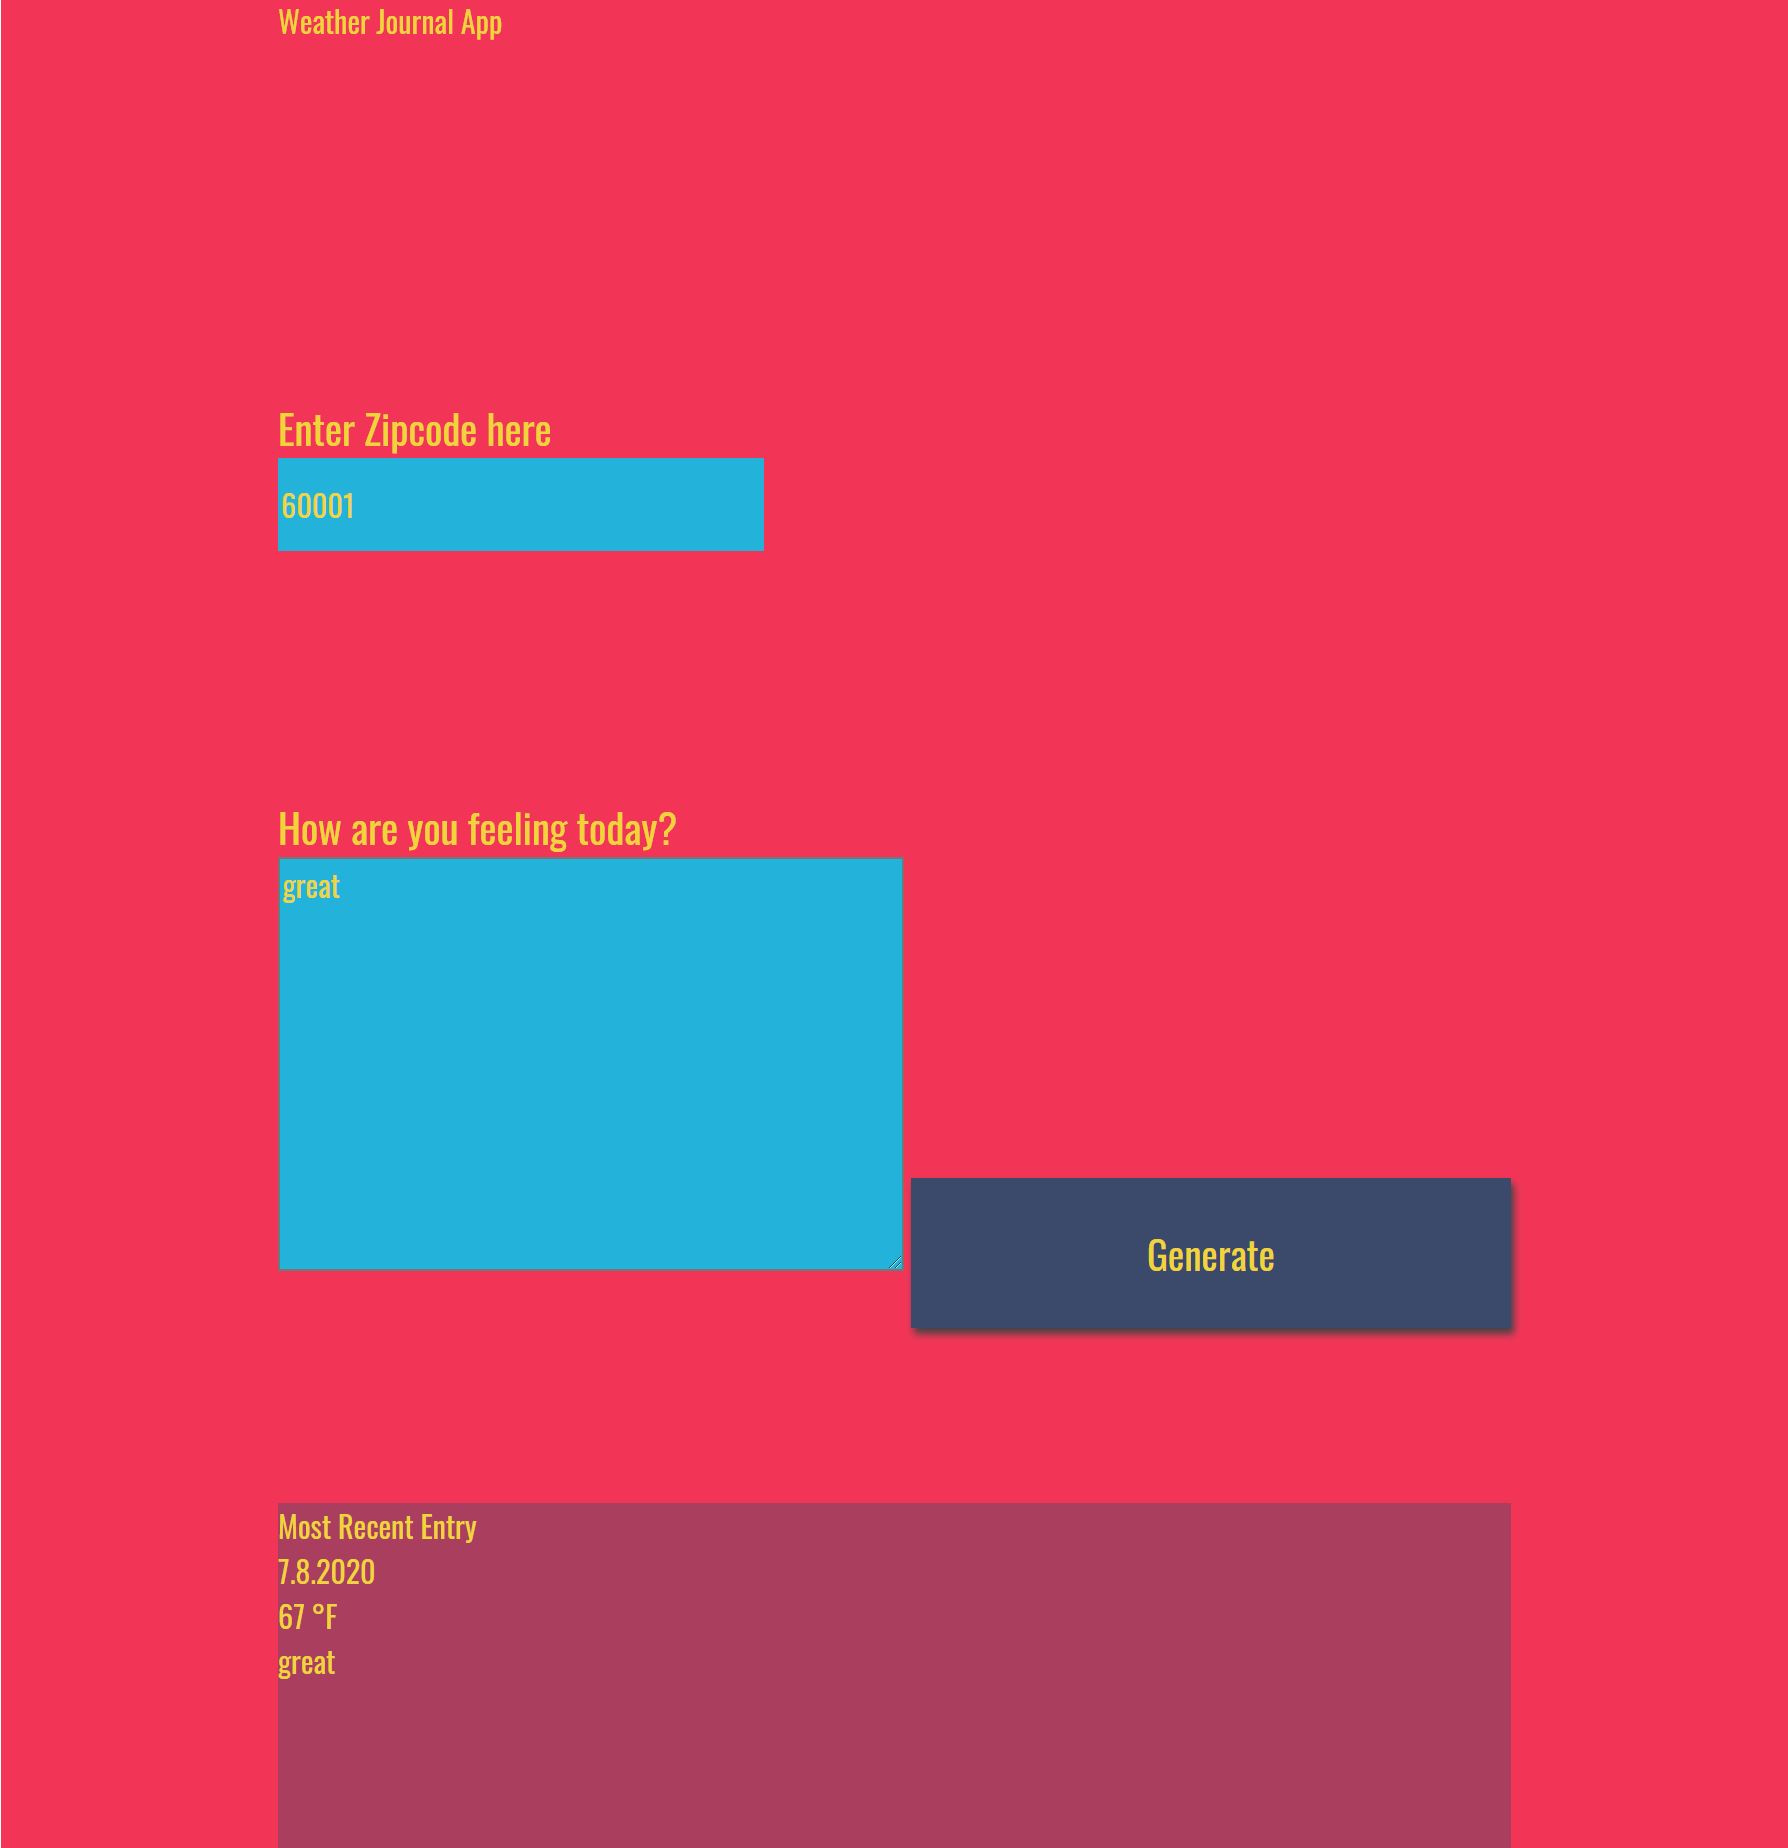 Weather Journal App
Enter Zipcode here
60001
How are you feeling today?
great
Generate
Most Recent Entry
7.8.2020
67 °F
great